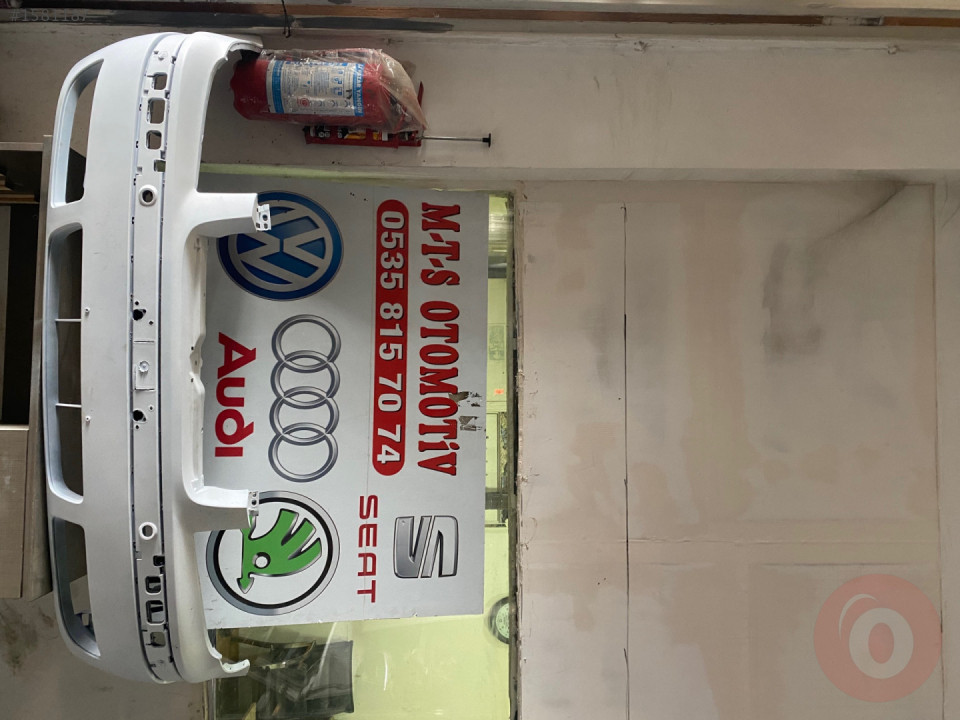 M-T-S OTOMOTİV
0535 815 70 74
SEAT
Audi